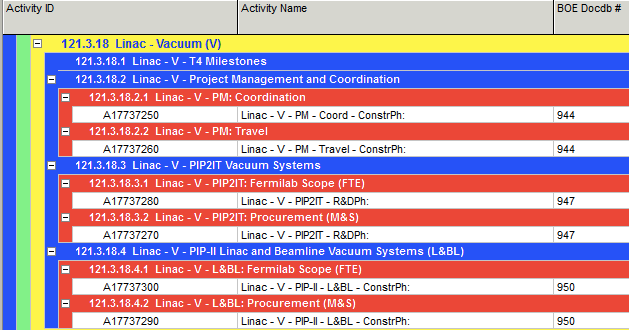 Activity ID Activity Name BOE Docdb #
121.3.18 Linac - Vacuum (V)
121.3.18.1 Linac - V - T4 Milestones
121.3.18.2 Linac - V - Project Management and Coordination
121.3.18.2.1 Linac - V - PM: Coordination
A17737250 Linac - V - PM - Coord - ConstrPh: 944
121.3.18.2.2 Linac - V - PM: Travel
A17737260 Linac - V - PM - Travel - ConstrPh: 944
121.3.18.3 Linac - V - PIP2IT Vacuum Systems
121.3.18.3.1 Linac - V - PIP2IT: Fermilab Scope (FTE)
A17737280 Linac - V - PIP2IT - R&DPh: 947
121.3.18.3.2 Linac - V - PIP2IT: Procurement (M&S)
A17737270 Linac - V - PIP2IT - R&DPh: 947
121.3.18.4 Linac - V - PIP-II Linac and Beamline Vacuum Systems (L&BL)
121.3.18.4.1 Linac - V - L&BL: Fermilab Scope (FTE)
A17737300 Linac - V - PIP-II - L&BL - ConstrPh: 950
121.3.18.4.2 Linac - V - L&BL: Procurement (M&S)
A17737290 Linac - V - PIP-II - L&BL - ConstrPh: 950